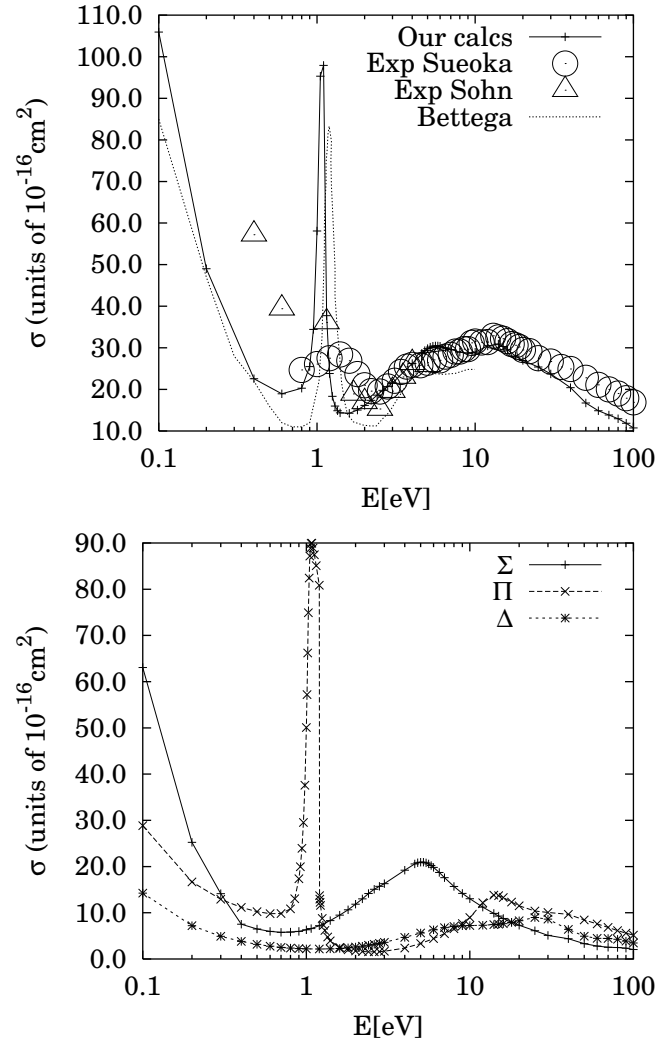 110.0
100.0
90.0
80.0
70.0
60.0
50.0
40.0
30.0
20.0
10.0
σ (units of 10⁻¹⁶cm²)
Our calcs
Exp Sueoka
Exp Sohn
Bettega
0.1 1 10 100
E[eV]
90.0
80.0
70.0
60.0
50.0
40.0
30.0
20.0
10.0
0.0
σ (units of 10⁻¹⁶cm²)
Σ
Π
Δ
0.1 1 10 100
E[eV]